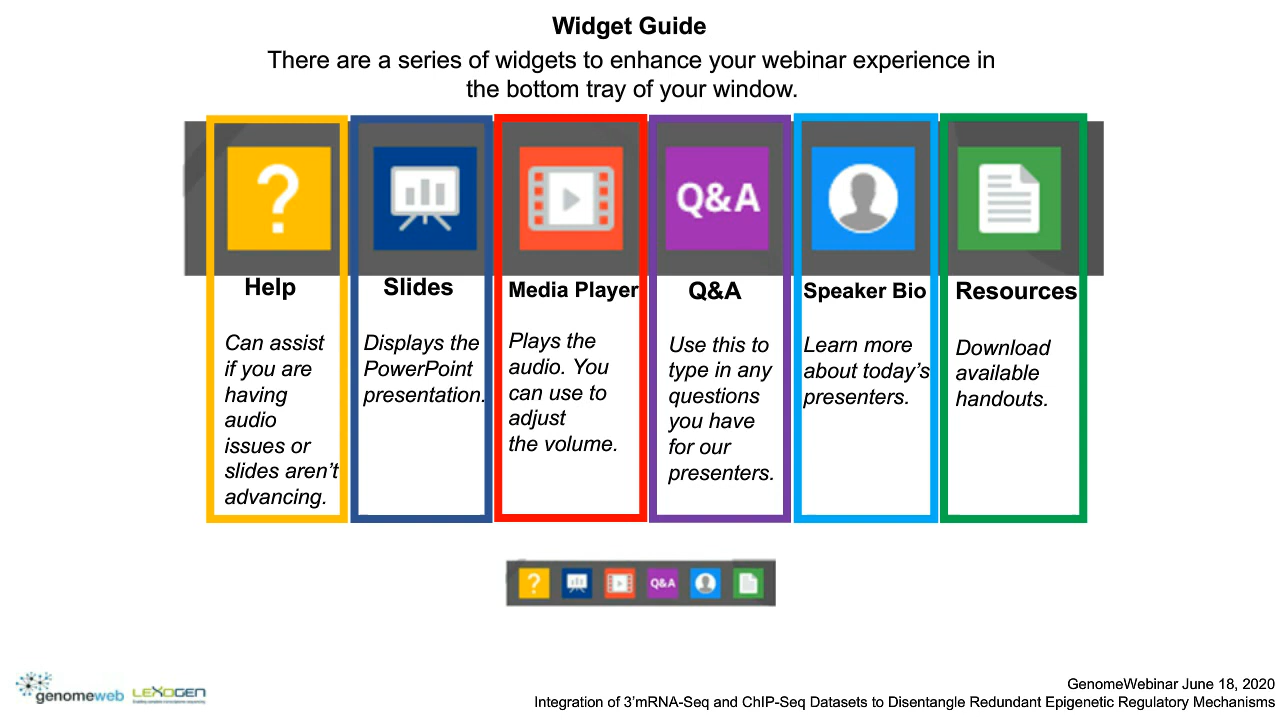 Widget Guide
There are a series of widgets to enhance your webinar experience in
the bottom tray of your window.
?
Help
Can assist
if you are
having
audio
issues or
slides aren't
advancing.
Slides
Displays the
PowerPoint
presentation.
Media Player
Plays the
audio. You
can use to
adjust
the volume.
Q&A
Q&A
Use this to
type in any
questions
you have
for our
presenters.
Speaker Bio
Learn more
about today's
presenters.
Resources
Download
available
handouts.
? Q&A
genomeweb
LEXOGEN
Enabling complete transcriptome sequencing
GenomeWebinar June 18, 2020
Integration of 3'mRNA-Seq and ChIP-Seq Datasets to Disentangle Redundant Epigenetic Regulatory Mechanisms